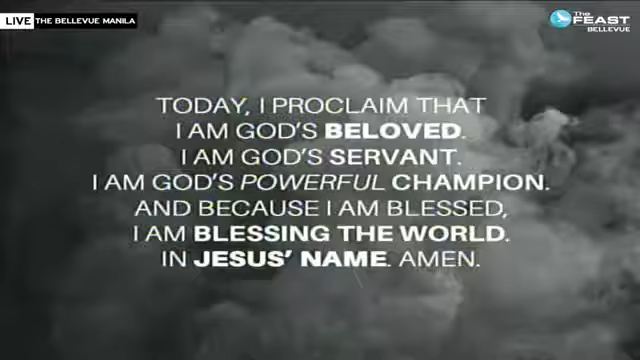 LIVE THE BELLEVUE MANILA
The FEAST
BELLEVUE
TODAY, I PROCLAIM THAT
I AM GOD'S BELOVED.
I AM GOD'S SERVANT.
I AM GOD'S POWERFUL CHAMPION.
AND BECAUSE I AM BLESSED,
I AM BLESSING THE WORLD.
IN JESUS' NAME. AMEN.